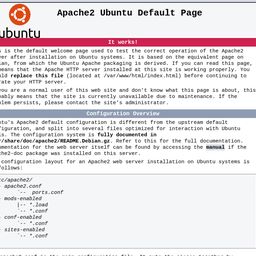 Apache2 Ubuntu Default Page
ubuntu
It works!
is is the default welcome page used to test the correct operation of the Apache2
ver after installation on Ubuntu systems. It is based on the equivalent page on
ian, from which the Ubuntu Apache packaging is derived. If you can read this page,
means that the Apache HTTP server installed at this site is working properly. You
uld replace this file (located at /var/www/html/index.html) before continuing to
rate your HTTP server.
you are a normal user of this web site and don't know what this page is about, this
bably means that the site is currently unavailable due to maintenance. If the
blem persists, please contact the site's administrator.
Configuration Overview
ntu's Apache2 default configuration is different from the upstream default
figuration, and split into several files optimized for interaction with Ubuntu
ls. The configuration system is fully documented in
r/share/doc/apache2/README.Debian.gz. Refer to this for the full documentation.
umentation for the web server itself can be found by accessing the manual if the
che2-doc package was installed on this server.
configuration layout for an Apache2 web server installation on Ubuntu systems is
follows:
c/apache2/
- apache2.conf
`-- ports.conf
- mods-enabled
|-- *.load
`-- *.conf
- conf-enabled
`-- *.conf
- sites-enabled
`-- *.conf